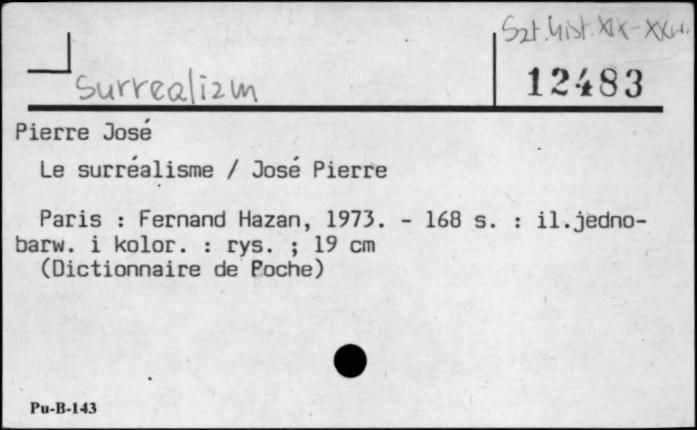 Szt. hist. XIX-XXw.
surrealizm
12483
Pierre José
Le surréalisme / José Pierre
Paris : Fernand Hazan, 1973. - 168 s. : il.jedno-
barw. i kolor. : rys. ; 19 cm
(Dictionnaire de Poche)
Pu-B-143